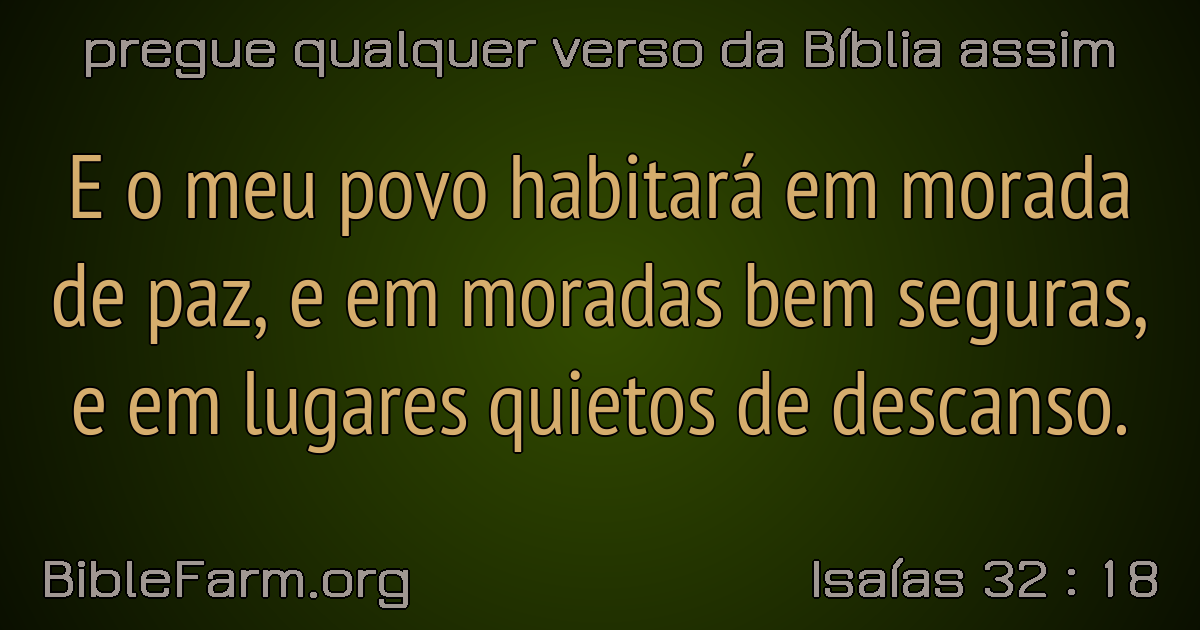 pregue qualquer verso da Bíblia assim
E o meu povo habitará em morada
de paz, e em moradas bem seguras,
e em lugares quietos de descanso.
BibleFarm.org
Isaías 32 : 18